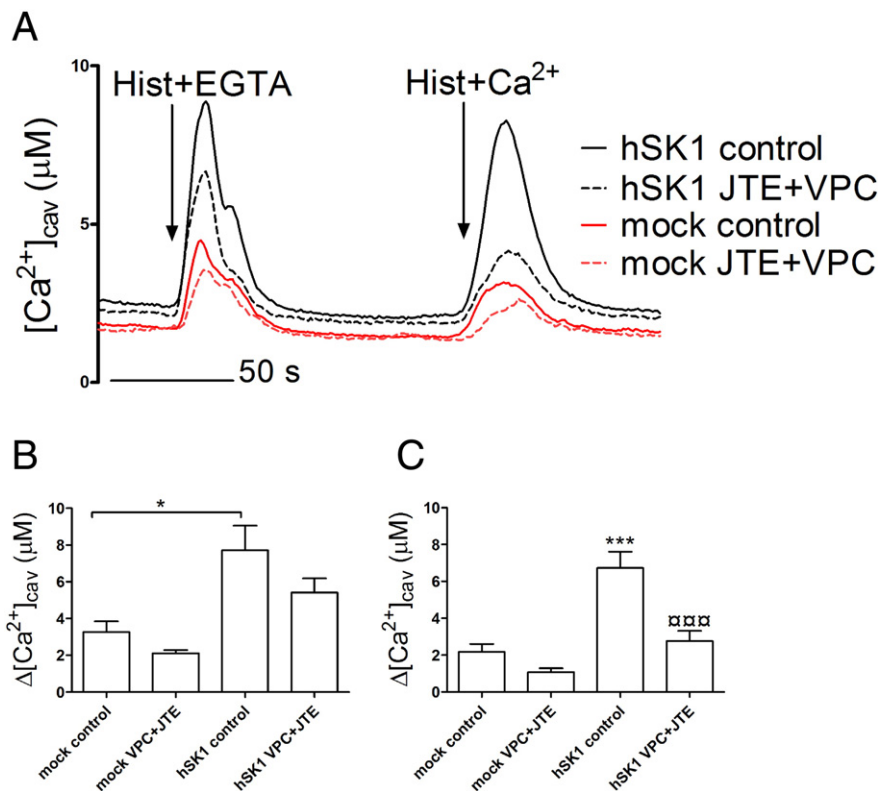 A
10
5
0
[Ca²⁺]cav (μM)
Hist+EGTA
Hist+Ca²⁺
hSK1 control
hSK1 JTE+VPC
mock control
mock JTE+VPC
50 s
B
Δ[Ca²⁺]cav (μM)
10
8
6
4
2
0
*
mock control
mock VPC+JTE
hSK1 control
hSK1 VPC+JTE
C
Δ[Ca²⁺]cav (μM)
10
8
6
4
2
0
***
¤¤¤
mock control
mock VPC+JTE
hSK1 control
hSK1 VPC+JTE